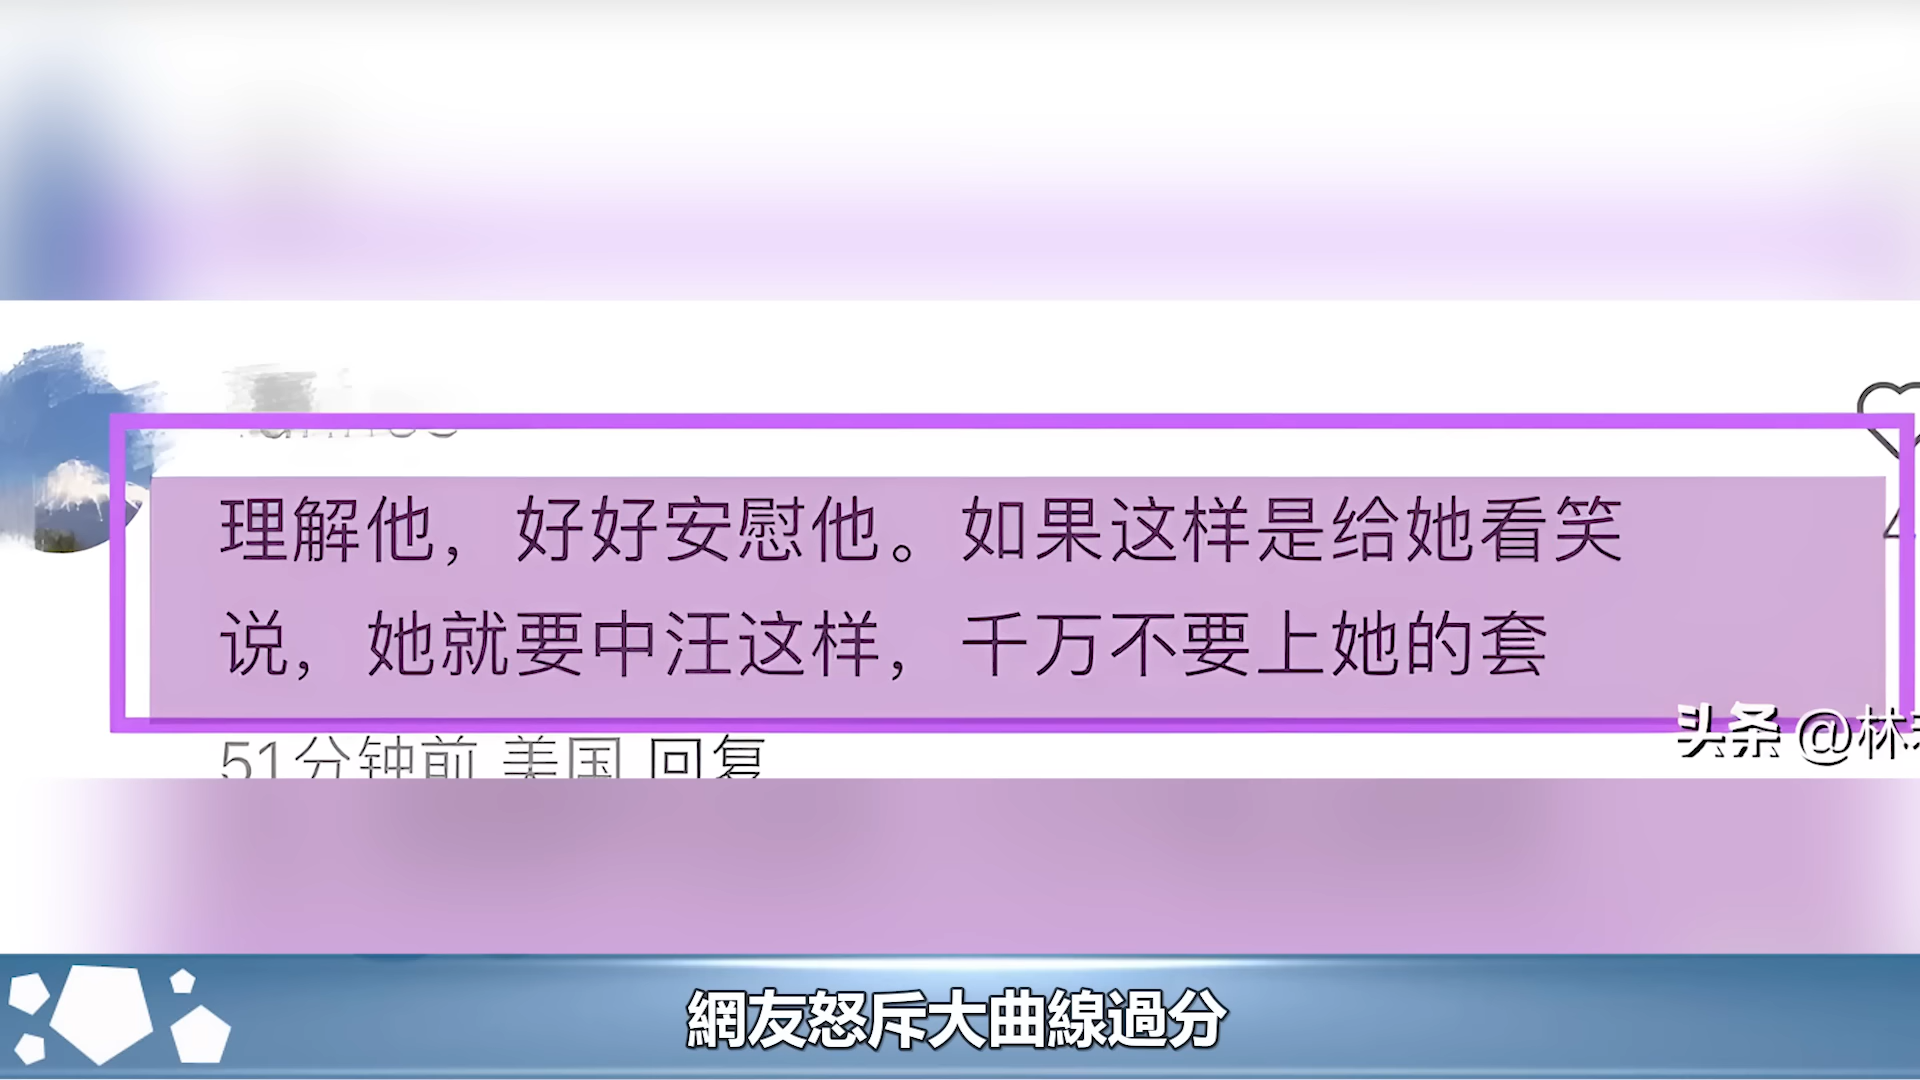 理解他，好好安慰他。如果这样是给她看笑
说，她就要中汪这样，千万不要上她的套
51分钟前 美国 回复
头条 @林
網友怒斥大曲線過分